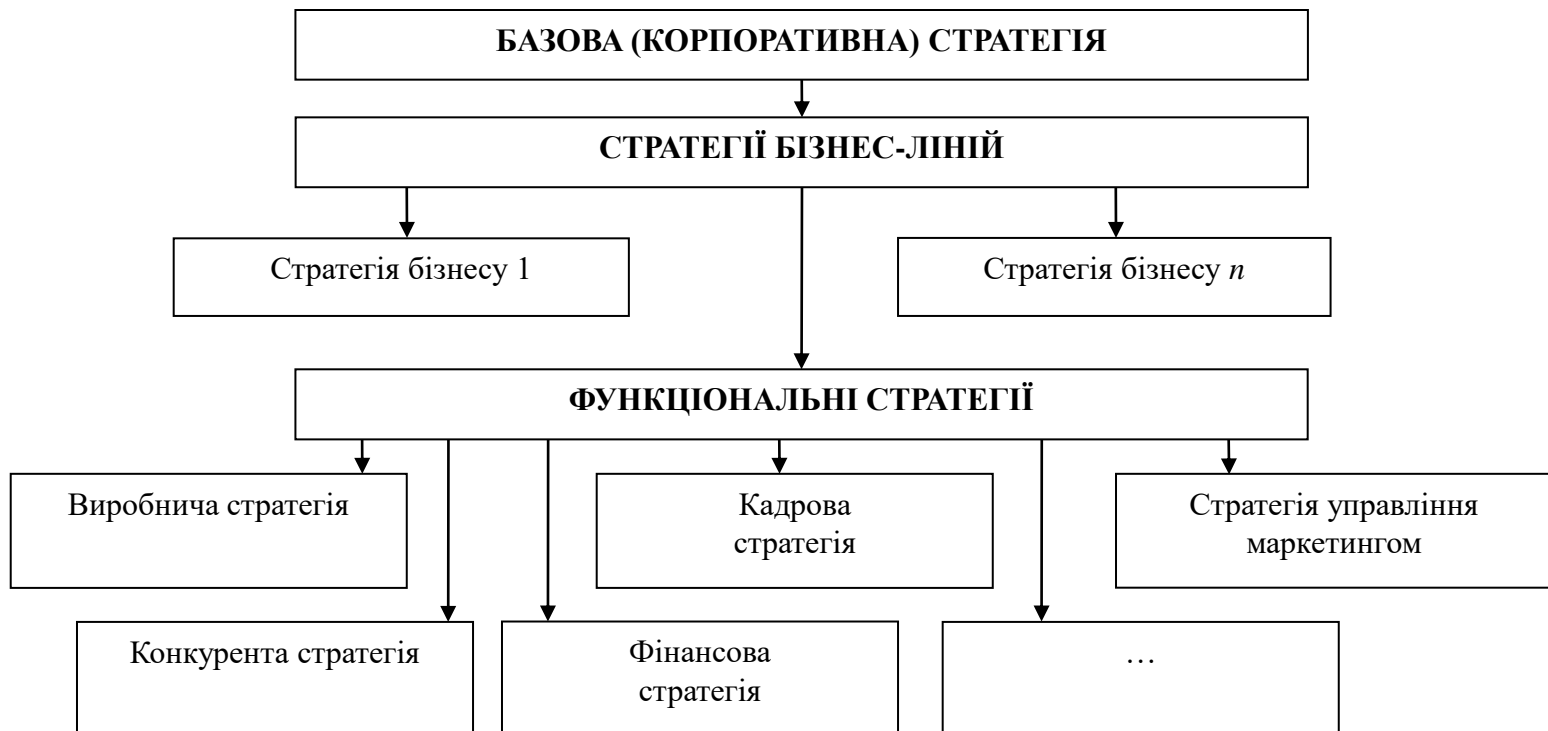 БАЗОВА (КОРПОРАТИВНА) СТРАТЕГІЯ
СТРАТЕГІЇ БІЗНЕС-ЛІНІЙ
Стратегія бізнесу 1
Стратегія бізнесу n
ФУНКЦІОНАЛЬНІ СТРАТЕГІЇ
Виробнича стратегія
Кадрова
стратегія
Стратегія управління
маркетингом
Конкурента стратегія
Фінансова
стратегія
…